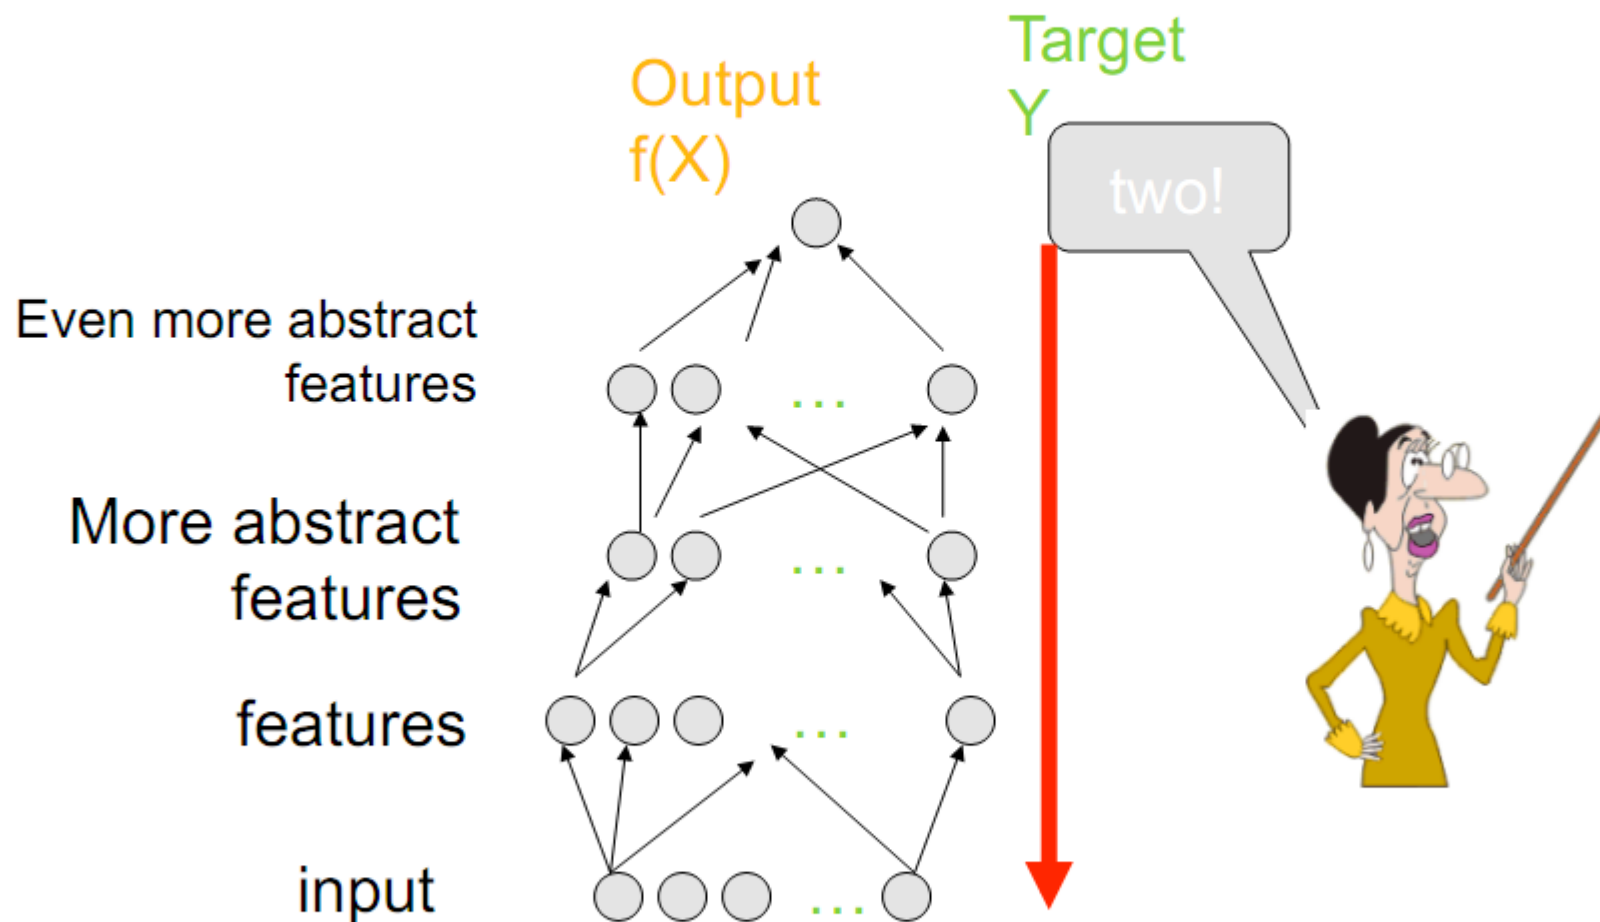 Target
Y
Output
f(X)
two!
Even more abstract
features
...
More abstract
features
...
features
...
input
...